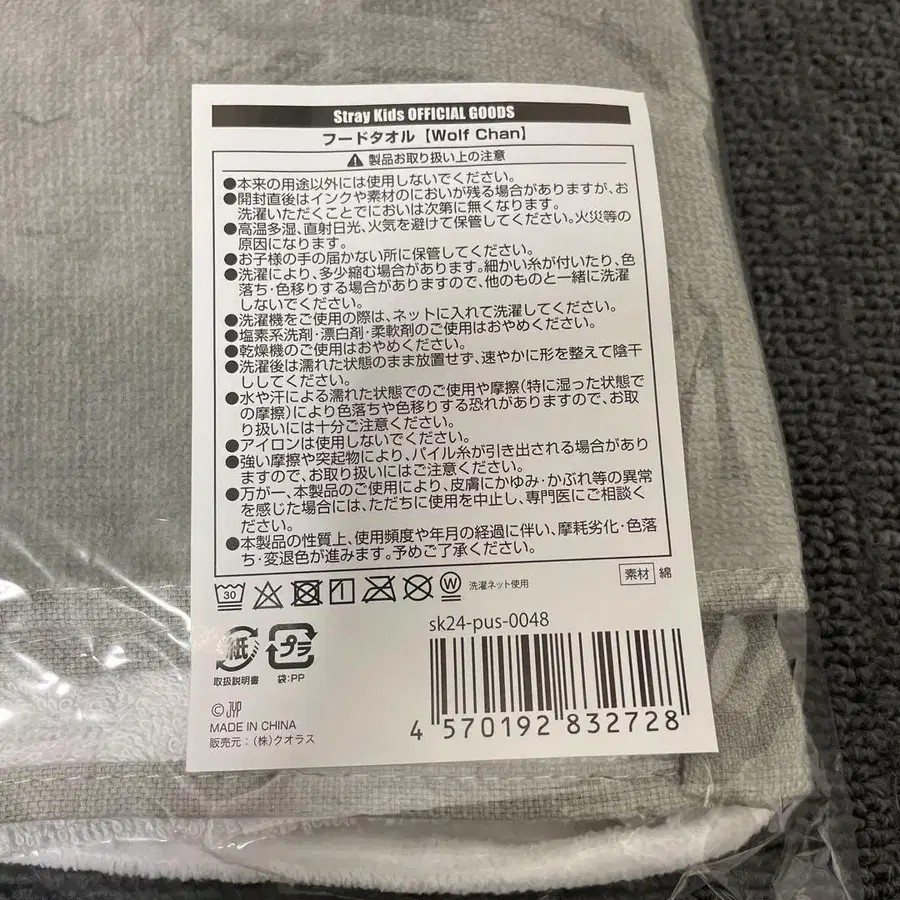 Stray Kids OFFICIAL GOODS
フードタオル【Wolf Chan】
製品お取り扱い上の注意
●本来の用途以外には使用しないでください。
●開封直後はインクや素材のにおいが残る場合がありますが、お
洗濯いただくことでにおいは次第に無くなります。
●高温多湿、直射日光、火気を避けて保管してください。火災等の
原因になります。
●お子様の手の届かない所に保管してください。
●洗濯により、多少縮む場合があります。細かい糸が付いたり、色
落ち・色移りする場合がありますので、他のものと一緒に洗濯
しないでください。
●洗濯機をご使用の際は、ネットに入れて洗濯してください。
●塩素系洗剤・漂白剤・柔軟剤のご使用はおやめください。
●乾燥機のご使用はおやめください。
●洗濯後は濡れた状態のまま放置せず、速やかに形を整えて陰干
ししてください。
●水や汗による濡れた状態でのご使用や摩擦（特に湿った状態で
の摩擦）により色落ちや色移りする恐れがありますので、お取
り扱いには十分ご注意ください。
●アイロンは使用しないでください。
●強い摩擦や突起物により、パイル糸が引き出される場合があり
ますので、お取り扱いにはご注意ください。
●万が一、本製品のご使用により、皮膚にかゆみ・かぶれ等の異常
を感じた場合には、ただちに使用を中止し、専門医にご相談く
ださい。
●本製品の性質上、使用頻度や年月の経過に伴い、摩耗劣化・色落
ち・変退色が進みます。予めご了承ください。
30 W 洗濯ネット使用 素材 綿
sk24-pus-0048
紙 プラ
取扱説明書 袋:PP
© JYP
MADE IN CHINA
販売元：（株）クオラス
4 570192 832728